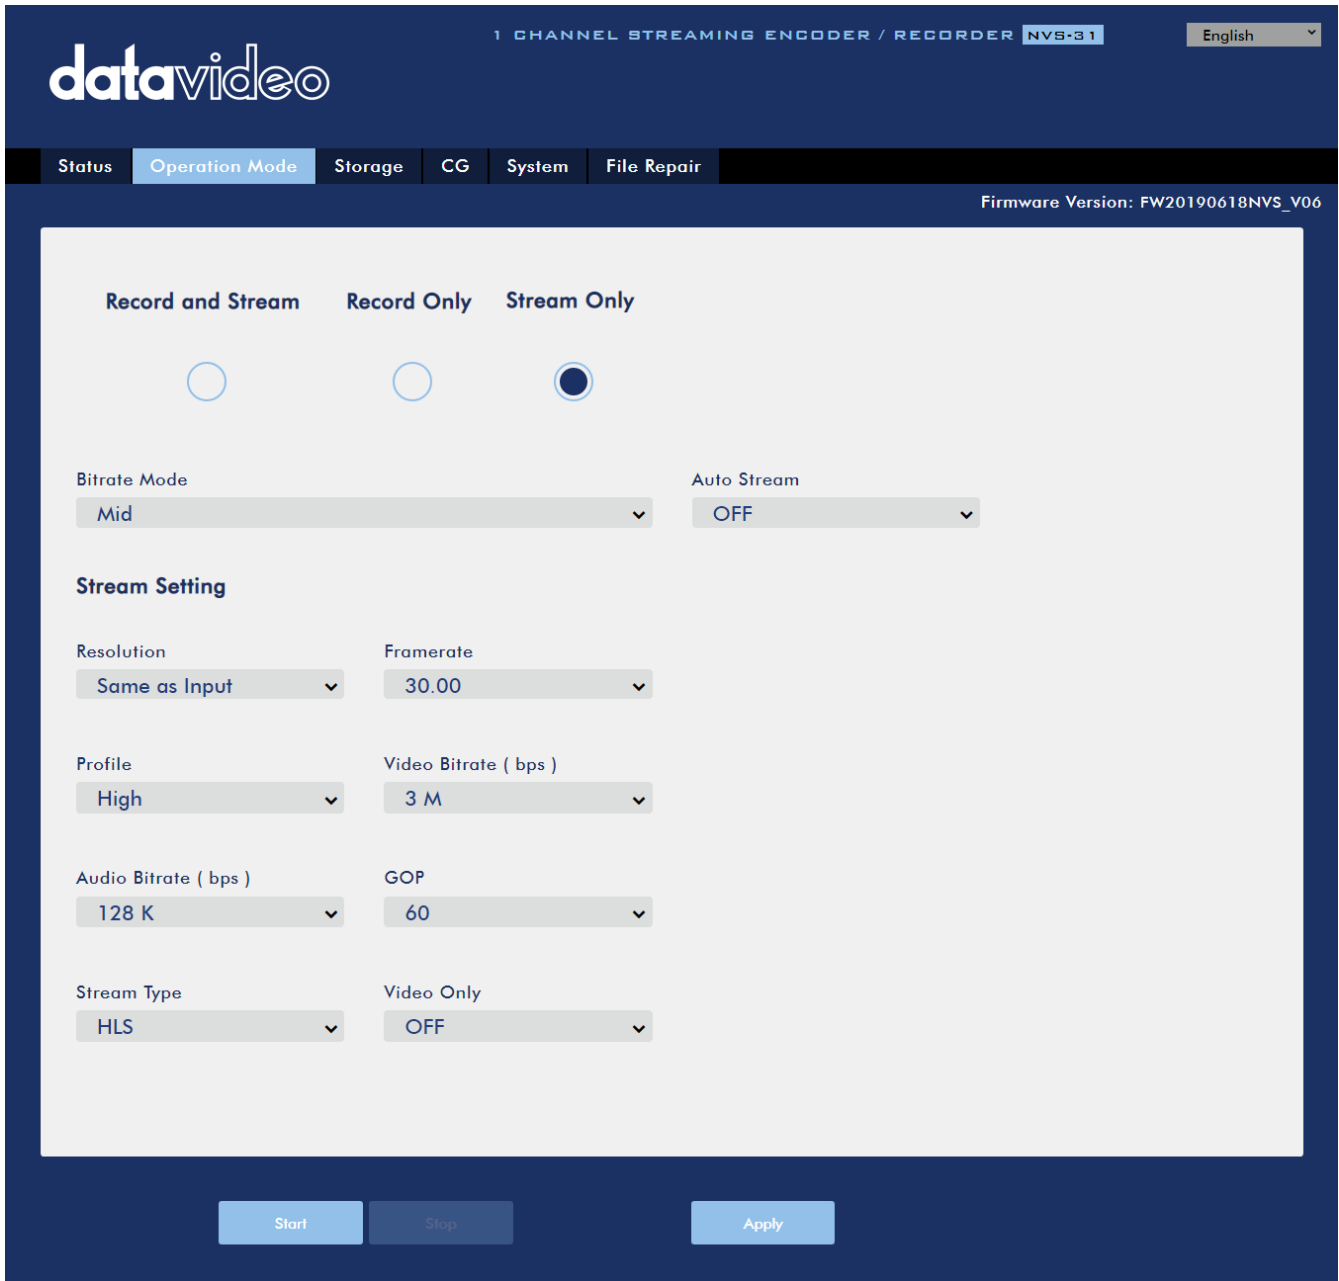 1 CHANNEL STREAMING ENCODER / RECORDER NVS-31
English
datavideo
Status Operation Mode Storage CG System File Repair
Firmware Version: FW20190618NVS_V06
Record and Stream Record Only Stream Only
Bitrate Mode Auto Stream
Mid OFF
Stream Setting
Resolution Framerate
Same as Input 30.00
Profile Video Bitrate ( bps )
High 3 M
Audio Bitrate ( bps ) GOP
128 K 60
Stream Type Video Only
HLS OFF
Start Stop Apply